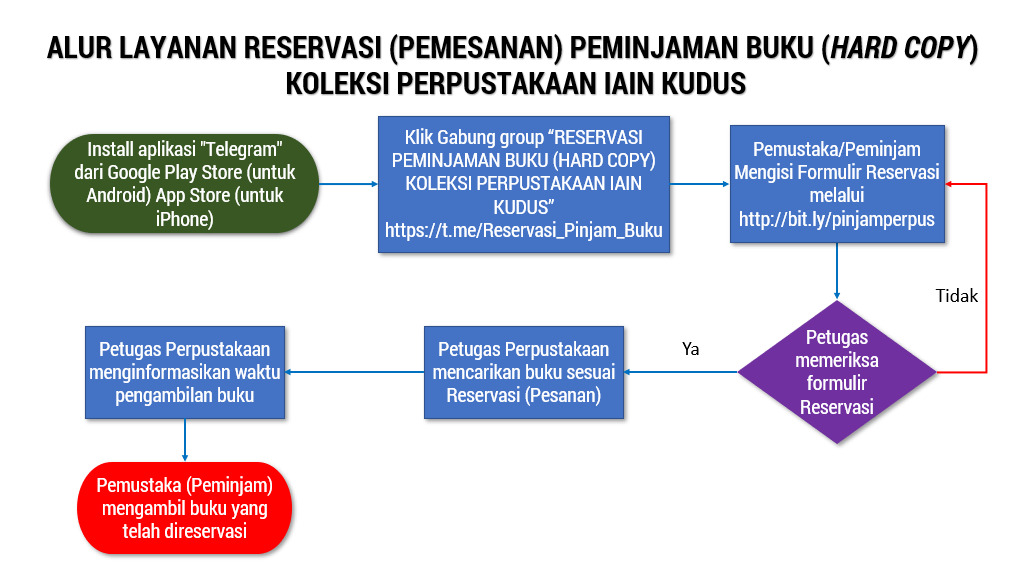 ALUR LAYANAN RESERVASI (PEMESANAN) PEMINJAMAN BUKU (HARD COPY)
KOLEKSI PERPUSTAKAAN IAIN KUDUS
Install aplikasi "Telegram"
dari Google Play Store (untuk
Android) App Store (untuk
iPhone)
Klik Gabung group “RESERVASI
PEMINJAMAN BUKU (HARD COPY)
KOLEKSI PERPUSTAKAAN IAIN
KUDUS”
https://t.me/Reservasi_Pinjam_Buku
Pemustaka/Peminjam
Mengisi Formulir Reservasi
melalui
http://bit.ly/pinjamperpus
Tidak
Petugas
memeriksa
formulir
Reservasi
Ya
Petugas Perpustakaan
mencarikan buku sesuai
Reservasi (Pesanan)
Petugas Perpustakaan
menginformasikan waktu
pengambilan buku
Pemustaka (Peminjam)
mengambil buku yang
telah direservasi